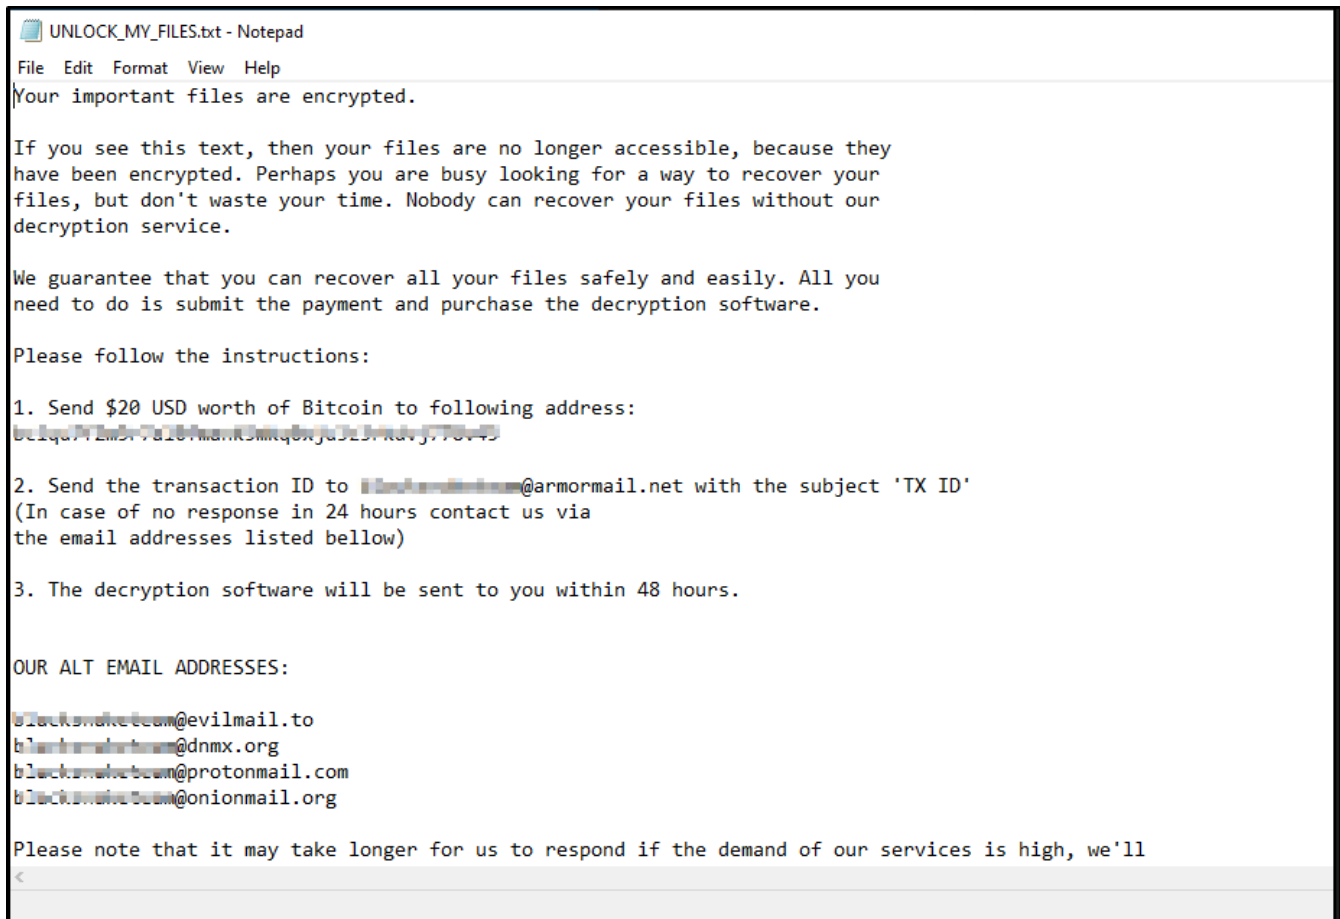 UNLOCK_MY_FILES.txt - Notepad
File Edit Format View Help
Your important files are encrypted.
If you see this text, then your files are no longer accessible, because they
have been encrypted. Perhaps you are busy looking for a way to recover your
files, but don't waste your time. Nobody can recover your files without our
decryption service.
We guarantee that you can recover all your files safely and easily. All you
need to do is submit the payment and purchase the decryption software.
Please follow the instructions:
1. Send $20 USD worth of Bitcoin to following address:
2. Send the transaction ID to @armormail.net with the subject 'TX ID'
(In case of no response in 24 hours contact us via
the email addresses listed bellow)
3. The decryption software will be sent to you within 48 hours.
OUR ALT EMAIL ADDRESSES:
@evilmail.to
@dnmx.org
@protonmail.com
@onionmail.org
Please note that it may take longer for us to respond if the demand of our services is high, we'll